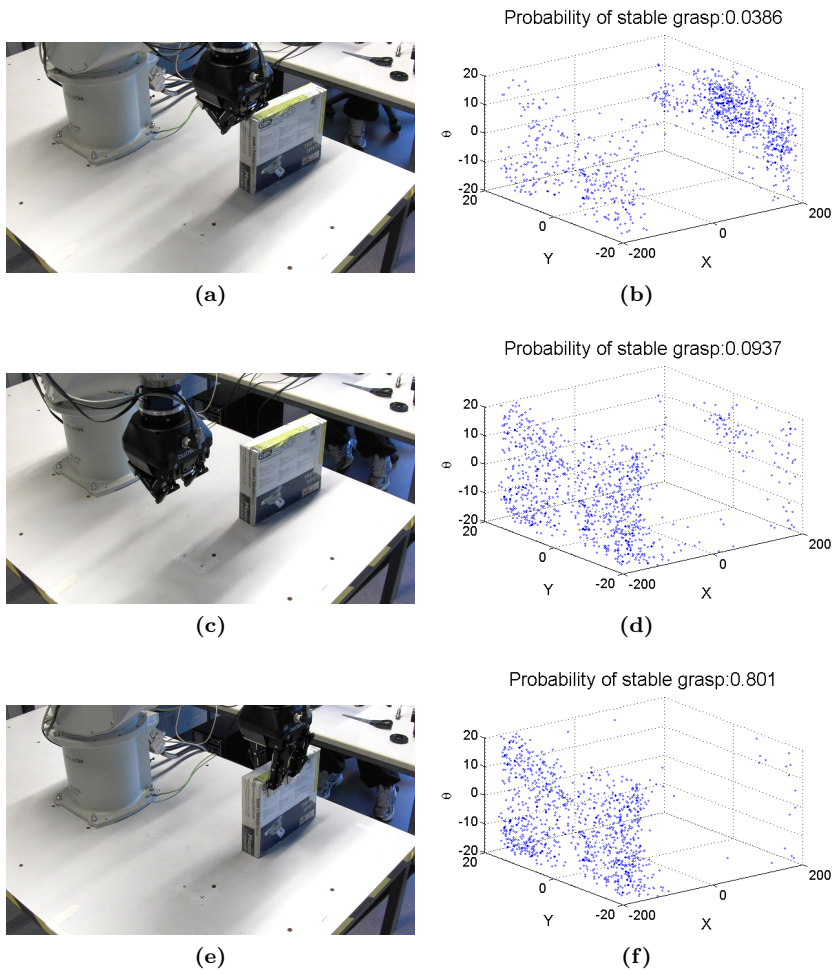 Probability of stable grasp:0.0386
20
10
0
-10
-20
θ
20
0
-20
Y
-200
0
200
X
(a)
(b)
Probability of stable grasp:0.0937
20
10
0
-10
-20
θ
20
0
-20
Y
-200
0
200
X
(c)
(d)
Probability of stable grasp:0.801
20
10
0
-10
-20
θ
20
0
-20
Y
-200
0
200
X
(e)
(f)